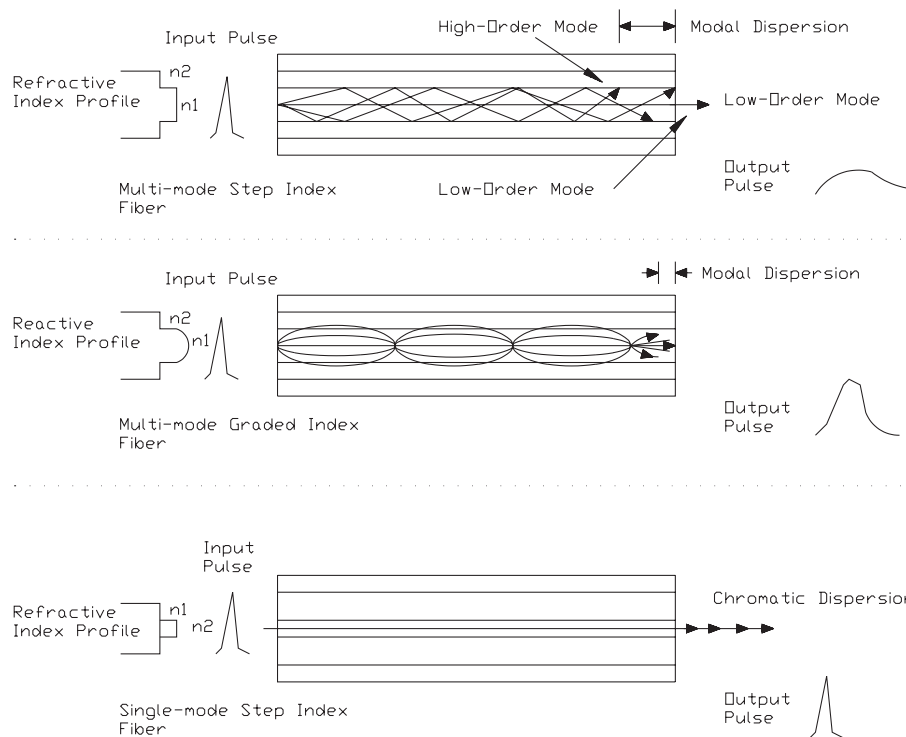 High-Order Mode
Modal Dispersion
Input Pulse
n2
Refractive
Index Profile
n1
Low-Order Mode
Output
Pulse
Multi-mode Step Index
Fiber
Low-Order Mode
Input Pulse
Modal Dispersion
n2
Reactive
Index Profile
n1
Output
Pulse
Multi-mode Graded Index
Fiber
Input
Pulse
Chromatic Dispersion
Refractive
Index Profile
n1
n2
Output
Pulse
Single-mode Step Index
Fiber